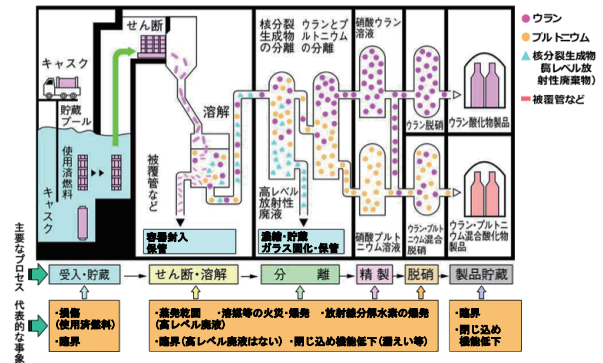 せん断
核分裂
生成物
の分離
ウランとプ
ルトニウム
の分離
硝酸ウラン
溶液
ウラン
プルトニウム
核分裂生成物
(高レベル放
射性廃棄物)
被覆管など
キャスク
貯蔵
プール
使用済燃料
キャスク
溶解
被覆管など
高レベル
放射性
廃液
ウラン脱硝
ウラン酸化物製品
硝酸プルト
ニウム溶液
ウラン・プルト
ニウム混合
脱硝
ウラン・プルトニ
ウム混合酸化物
製品
容器封入
保管
濃縮・貯蔵
ガラス固化・保管
主要なプロセス
受入・貯蔵
せん断・溶解
分 離
精 製
脱硝
製品貯蔵
代表的な事象
・損傷
(使用済燃料)
・臨界
・蒸発乾固 ・溶媒等の火災・爆発 ・放射線分解水素の爆発
(高レベル廃液)
・臨界(高レベル廃液はない) ・閉じ込め機能低下(漏えい等)
・臨界
・閉じ込め
機能低下